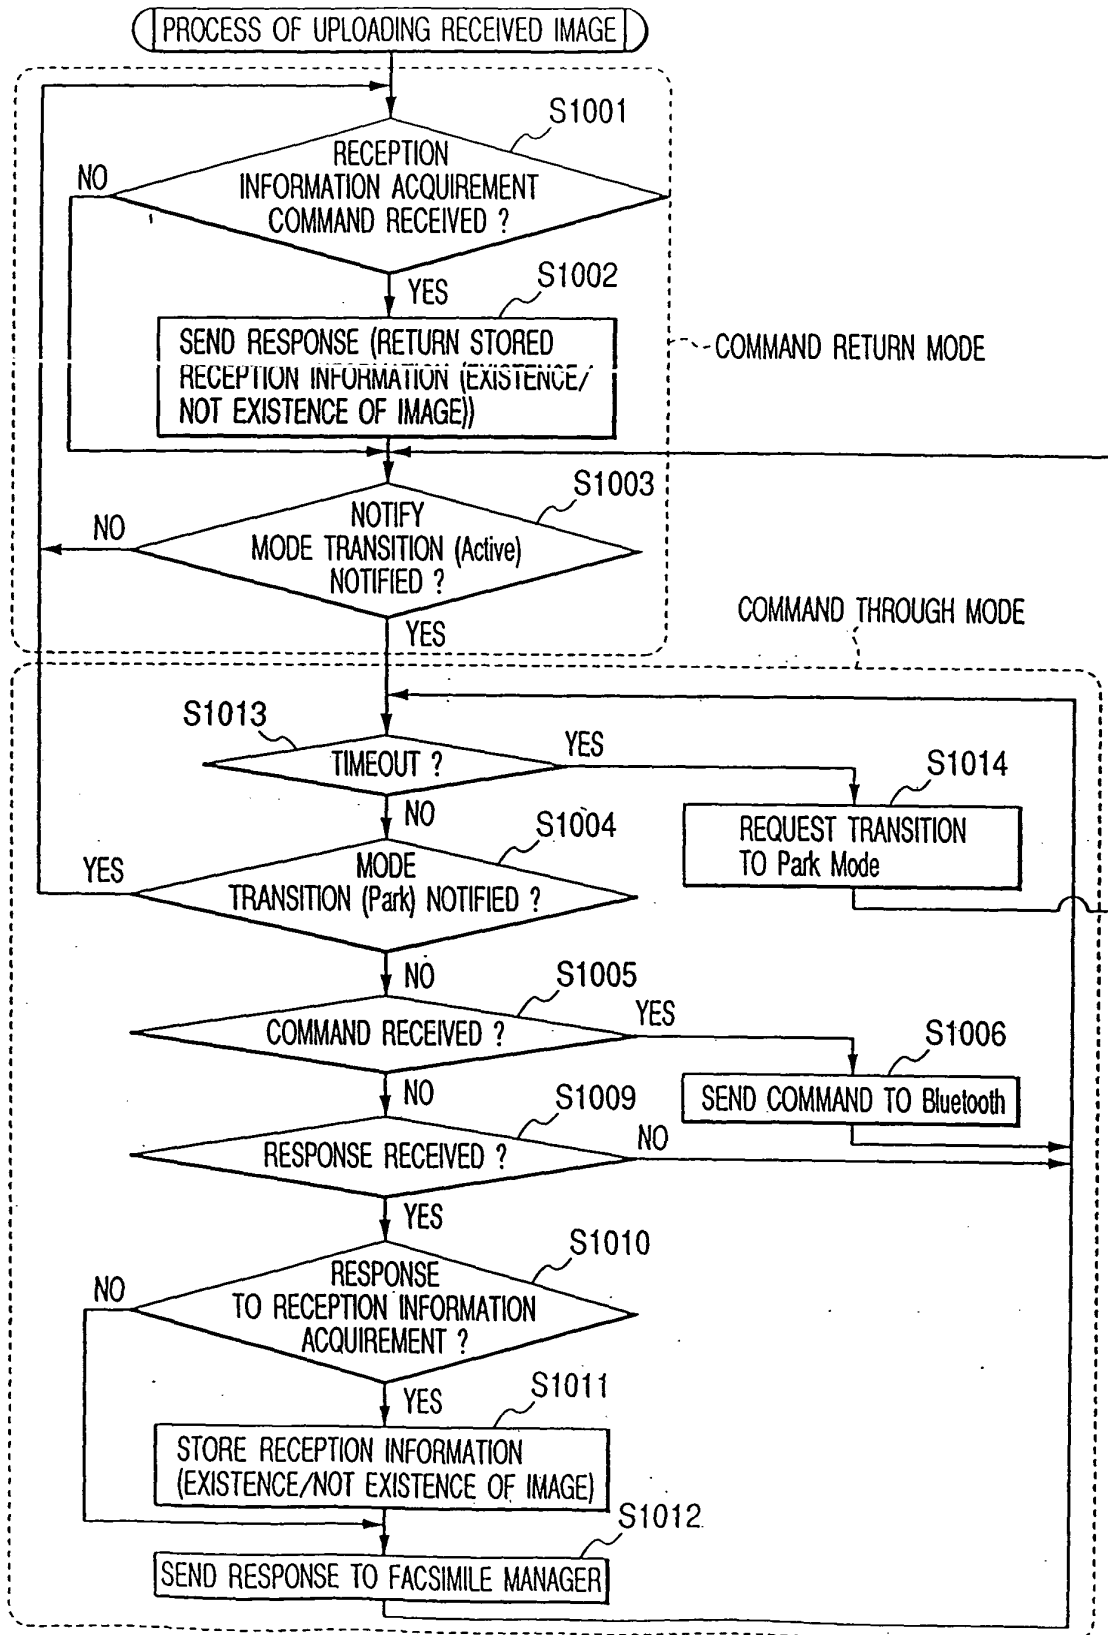 PROCESS OF UPLOADING RECEIVED IMAGE
S1001
RECEPTION
INFORMATION ACQUIREMENT
COMMAND RECEIVED ?
NO
YES
S1002
SEND RESPONSE (RETURN STORED
RECEPTION INFORMATION (EXISTENCE/
NOT EXISTENCE OF IMAGE))
COMMAND RETURN MODE
S1003
NOTIFY
MODE TRANSITION (Active)
NOTIFIED ?
NO
YES
COMMAND THROUGH MODE
S1013
TIMEOUT ?
YES
NO
S1014
REQUEST TRANSITION
TO Park Mode
S1004
MODE
TRANSITION (Park) NOTIFIED ?
YES
NO
S1005
COMMAND RECEIVED ?
YES
NO
S1006
SEND COMMAND TO Bluetooth
S1009
RESPONSE RECEIVED ?
NO
YES
S1010
RESPONSE
TO RECEPTION INFORMATION
ACQUIREMENT ?
NO
YES
S1011
STORE RECEPTION INFORMATION
(EXISTENCE/NOT EXISTENCE OF IMAGE)
S1012
SEND RESPONSE TO FACSIMILE MANAGER